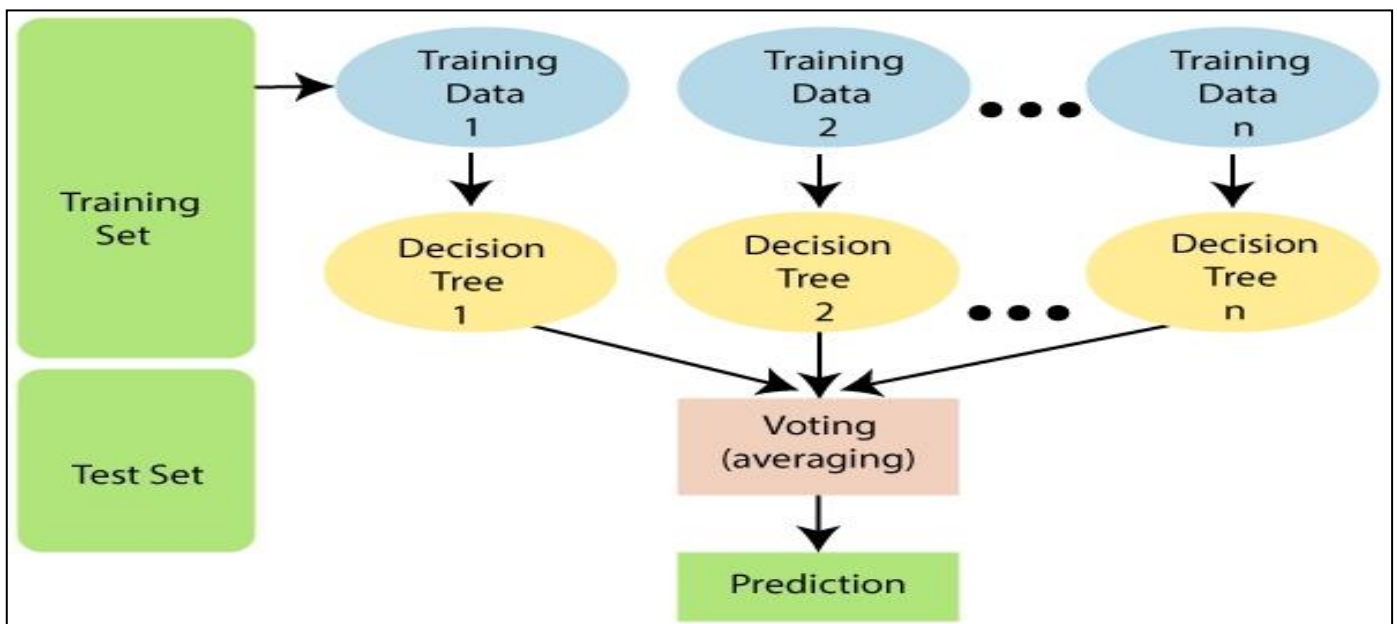 Training
Set
Training
Data
1
Training
Data
2
Training
Data
n
Decision
Tree
1
Decision
Tree
2
Decision
Tree
n
Test Set
Voting
(averaging)
Prediction